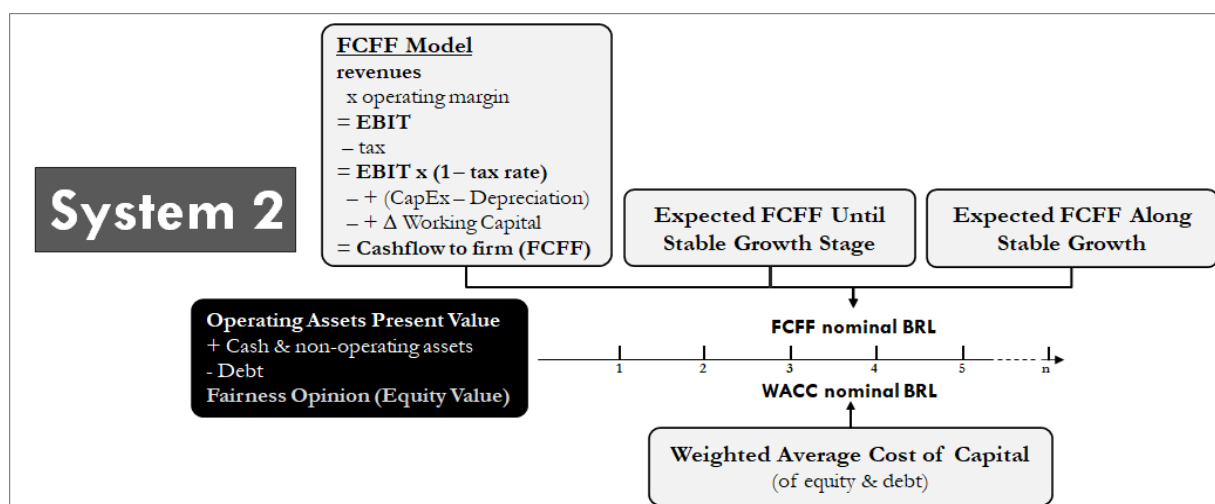 System 2
FCFF Model
revenues
x operating margin
= EBIT
– tax
= EBIT x (1 – tax rate)
– + (CapEx – Depreciation)
– + Δ Working Capital
= Cashflow to firm (FCFF)
Expected FCFF Until
Stable Growth Stage
Expected FCFF Along
Stable Growth
Operating Assets Present Value
+ Cash & non-operating assets
- Debt
Fairness Opinion (Equity Value)
FCFF nominal BRL
1 2 3 4 5 n
WACC nominal BRL
Weighted Average Cost of Capital
(of equity & debt)